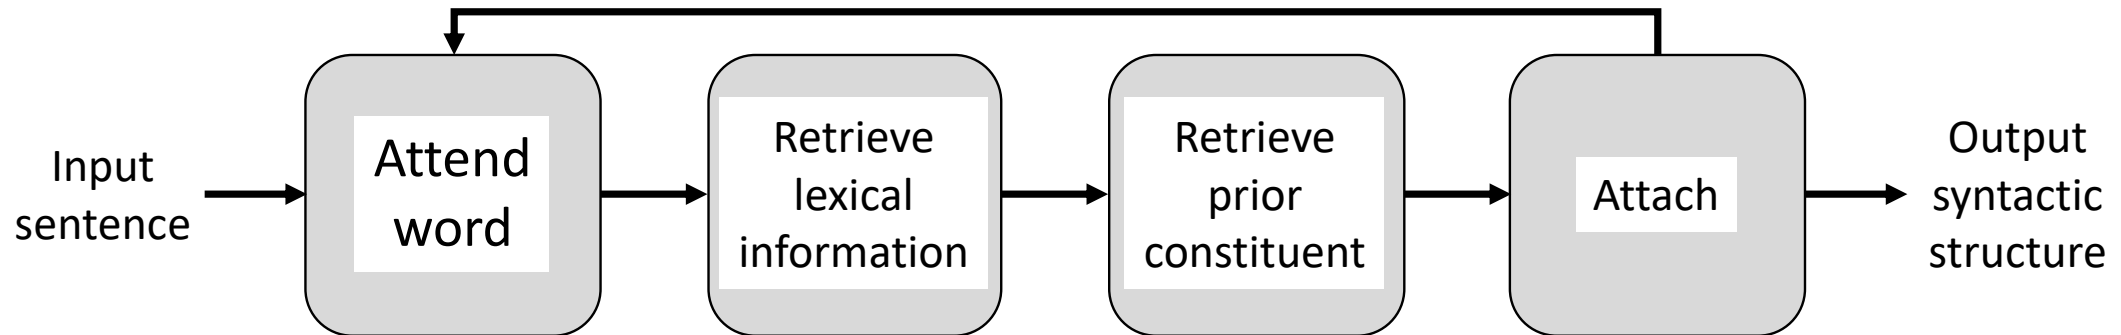 Input
sentence
Attend
word
Retrieve
lexical
information
Retrieve
prior
constituent
Attach
Output
syntactic
structure